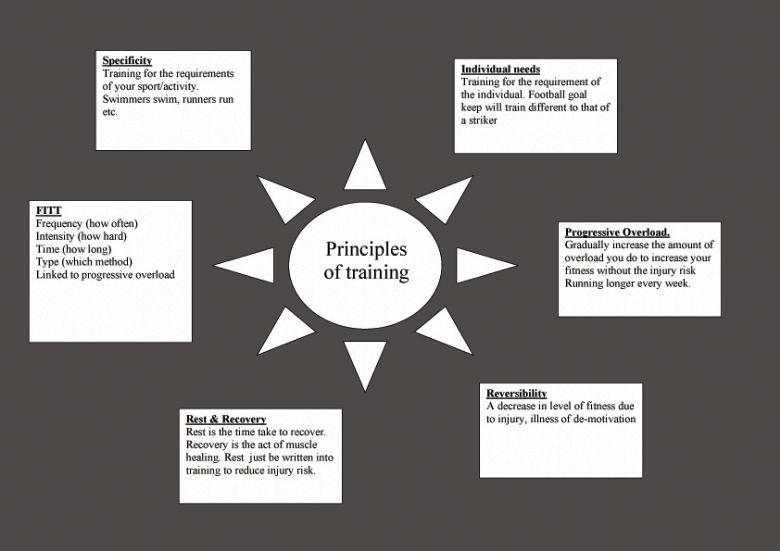 Specificity
Training for the requirements
of your sport/activity.
Swimmers swim, runners run
etc.
Individual needs
Training for the requirement of
the individual. Football goal
keep will train different to that of
a striker
FITT
Frequency (how often)
Intensity (how hard)
Time (how long)
Type (which method)
Linked to progressive overload
Principles
of training
Progressive Overload.
Gradually increase the amount of
overload you do to increase your
fitness without the injury risk
Running longer every week.
Rest & Recovery
Rest is the time take to recover.
Recovery is the act of muscle
healing. Rest just be written into
training to reduce injury risk.
Reversibility
A decrease in level of fitness due
to injury, illness of de-motivation